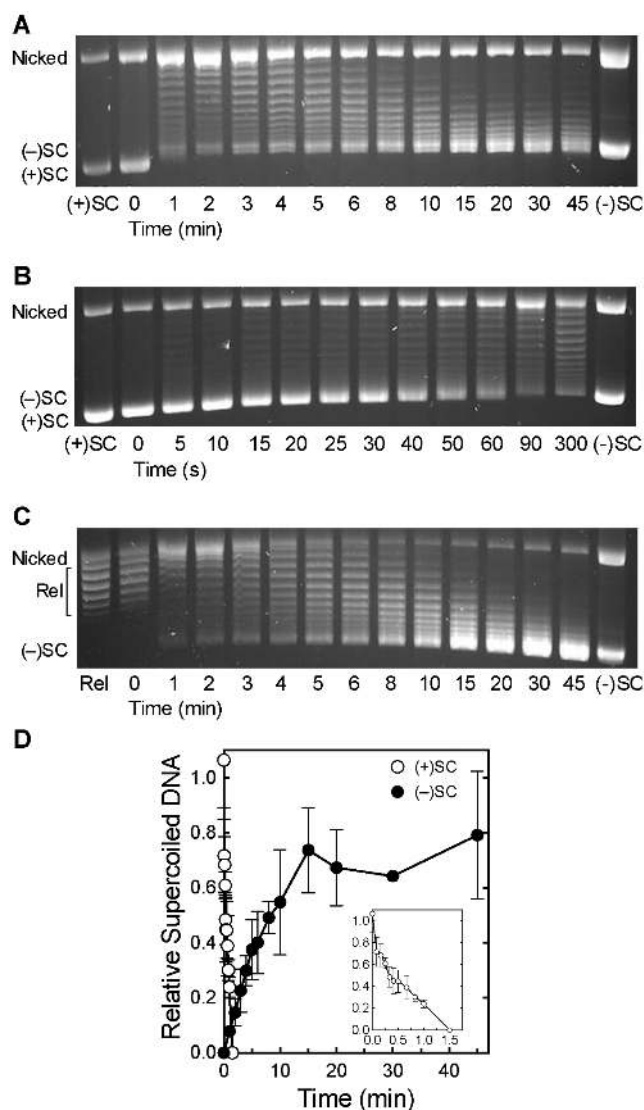 A
Nicked
(–)SC
(+)SC
(+)SC 0 1 2 3 4 5 6 8 10 15 20 30 45 (-)SC
Time (min)
B
Nicked
(–)SC
(+)SC
(+)SC 0 5 10 15 20 25 30 40 50 60 90 300 (-)SC
Time (s)
C
Nicked
Rel
(–)SC
Rel 0 1 2 3 4 5 6 8 10 15 20 30 45 (-)SC
Time (min)
D
Relative Supercoiled DNA
1.0
0.8
0.6
0.4
0.2
0.0
(+)SC
(–)SC
1.0
0.8
0.6
0.4
0.2
0.0
0.0 0.5 1.0 1.5
0 10 20 30 40
Time (min)